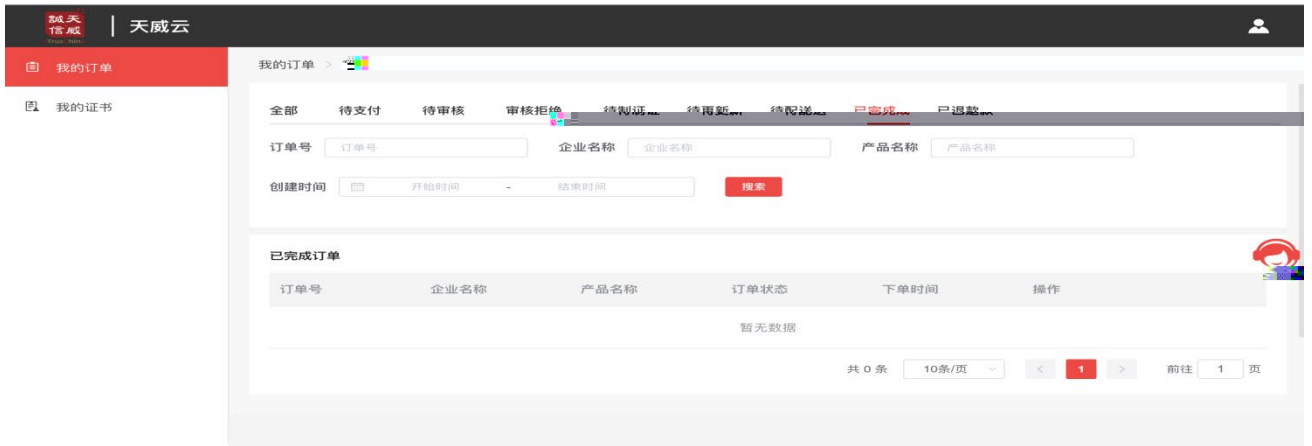 誠天
信威
天威云
我的订单
我的证书
我的订单 >
全部 待支付 待审核 审核拒绝 待制证 待更新 待配送 已完成 已退款
订单号 订单号 企业名称 企业名称 产品名称 产品名称
创建时间 开始时间 - 结束时间 搜索
已完成订单
订单号 企业名称 产品名称 订单状态 下单时间 操作
暂无数据
共 0 条 10条/页 < 1 > 前往 1 页